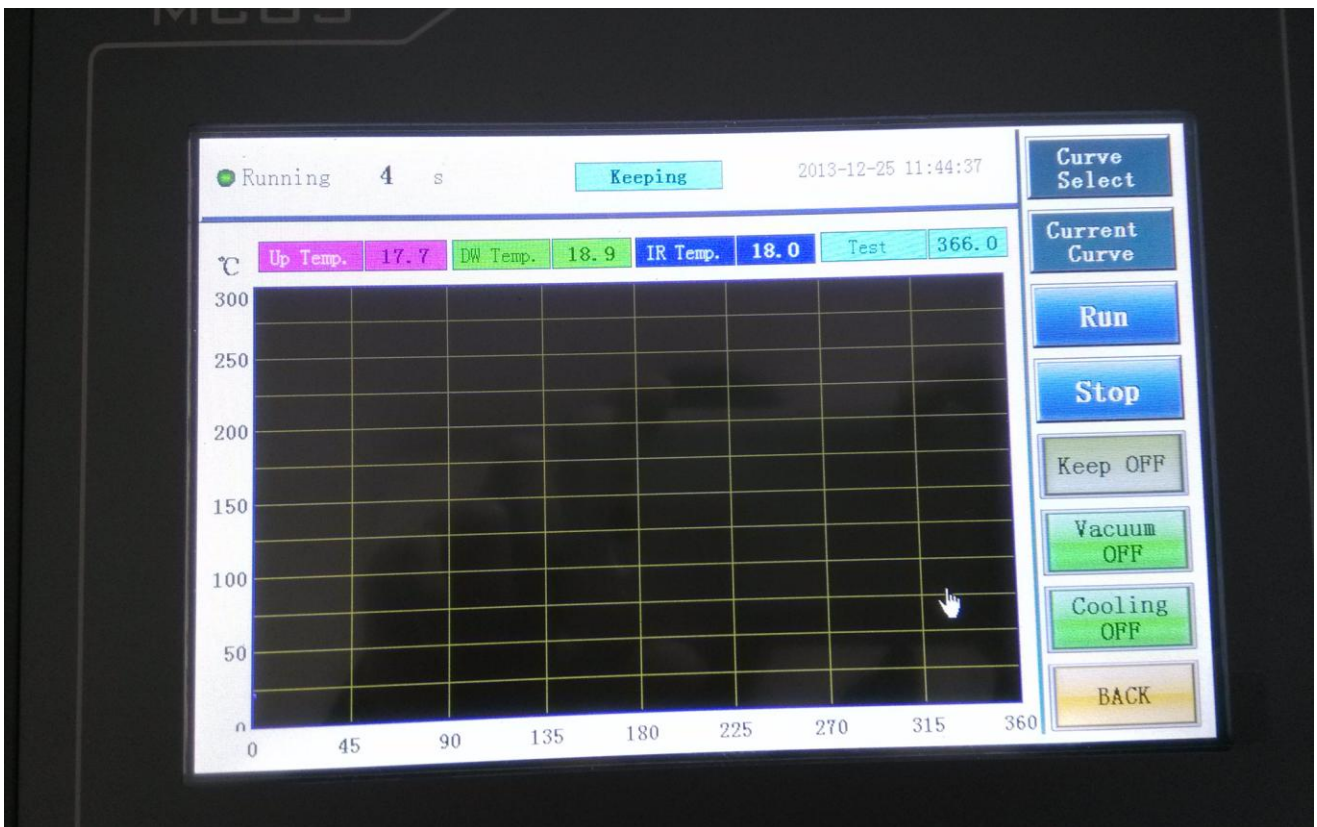 MCGS
Running 4 s Keeping 2013-12-25 11:44:37
℃ Up Temp. 17.7 DW Temp. 18.9 IR Temp. 18.0 Test 366.0
300
250
200
150
100
50
0
0 45 90 135 180 225 270 315 360
Curve
Select
Current
Curve
Run
Stop
Keep OFF
Vacuum
OFF
Cooling
OFF
BACK